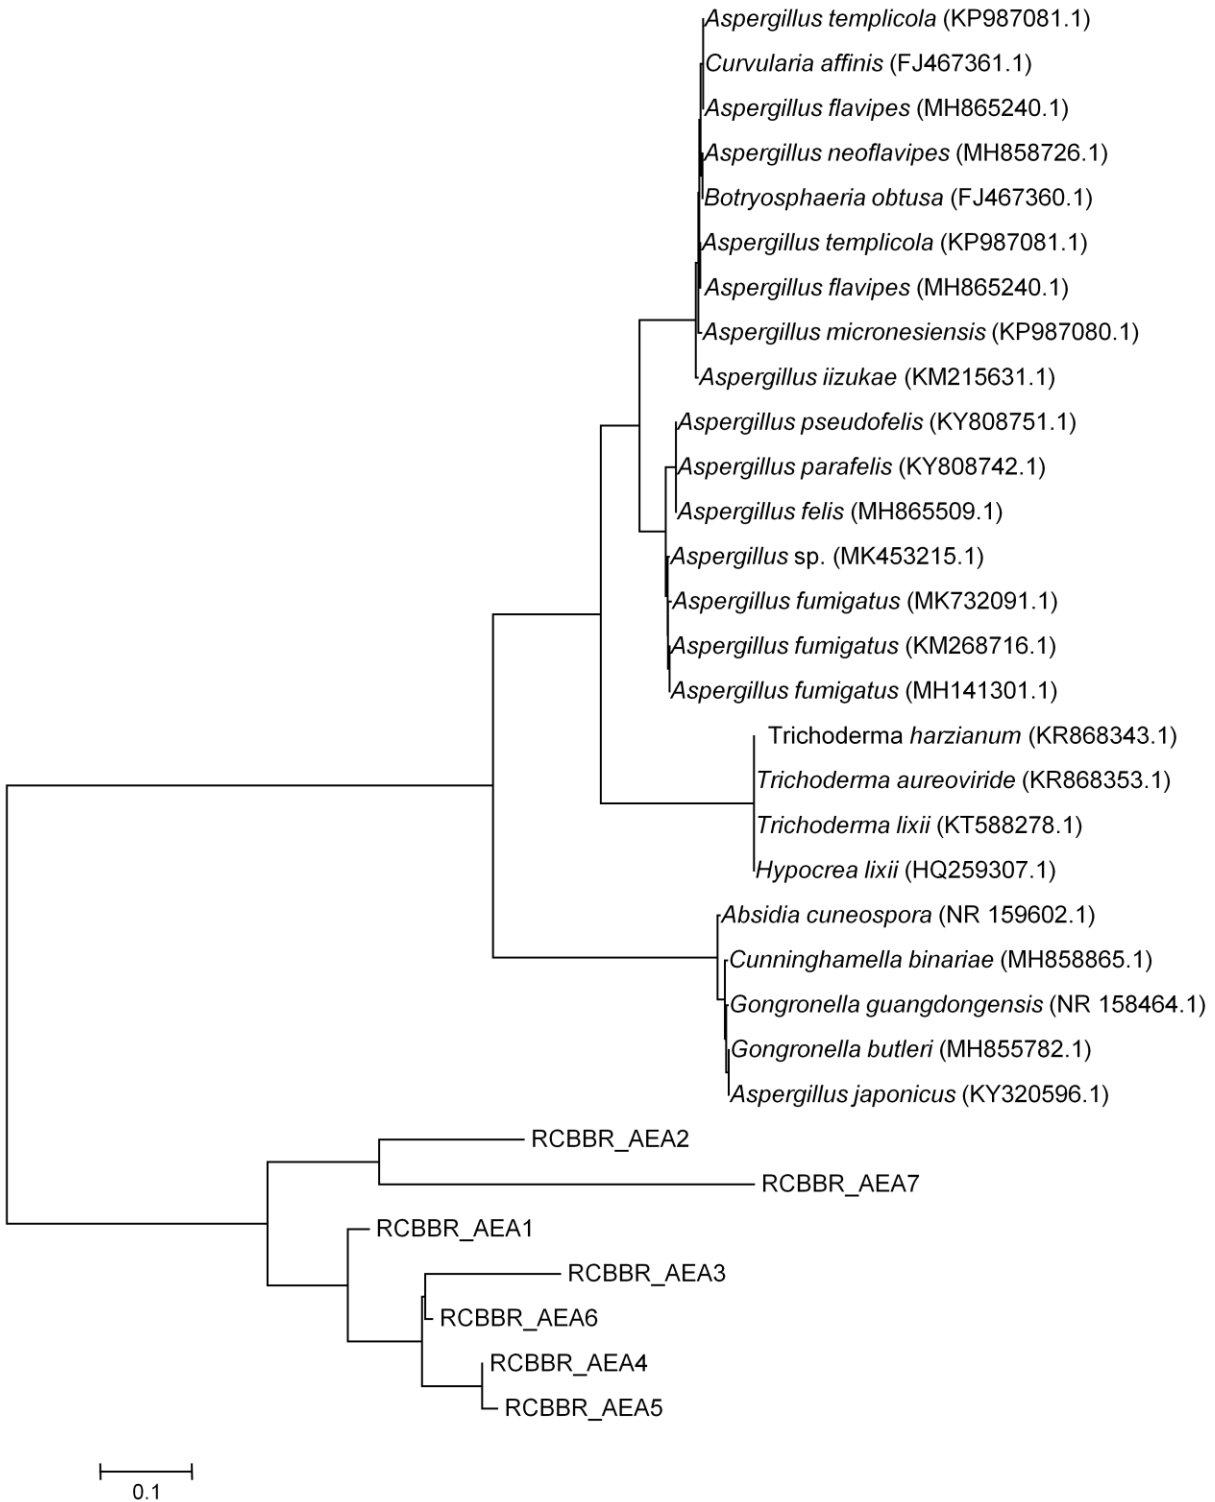 Aspergillus templicola (KP987081.1)
Curvularia affinis (FJ467361.1)
Aspergillus flavipes (MH865240.1)
Aspergillus neoflavipes (MH858726.1)
Botryosphaeria obtusa (FJ467360.1)
Aspergillus templicola (KP987081.1)
Aspergillus flavipes (MH865240.1)
Aspergillus micronesiensis (KP987080.1)
Aspergillus iizukae (KM215631.1)
Aspergillus pseudofelis (KY808751.1)
Aspergillus parafelis (KY808742.1)
Aspergillus felis (MH865509.1)
Aspergillus sp. (MK453215.1)
Aspergillus fumigatus (MK732091.1)
Aspergillus fumigatus (KM268716.1)
Aspergillus fumigatus (MH141301.1)
Trichoderma harzianum (KR868343.1)
Trichoderma aureoviride (KR868353.1)
Trichoderma lixii (KT588278.1)
Hypocrea lixii (HQ259307.1)
Absidia cuneospora (NR 159602.1)
Cunninghamella binariae (MH858865.1)
Gongronella guangdongensis (NR 158464.1)
Gongronella butleri (MH855782.1)
Aspergillus japonicus (KY320596.1)
RCBBR_AEA2
RCBBR_AEA7
RCBBR_AEA1
RCBBR_AEA3
RCBBR_AEA6
RCBBR_AEA4
RCBBR_AEA5
0.1